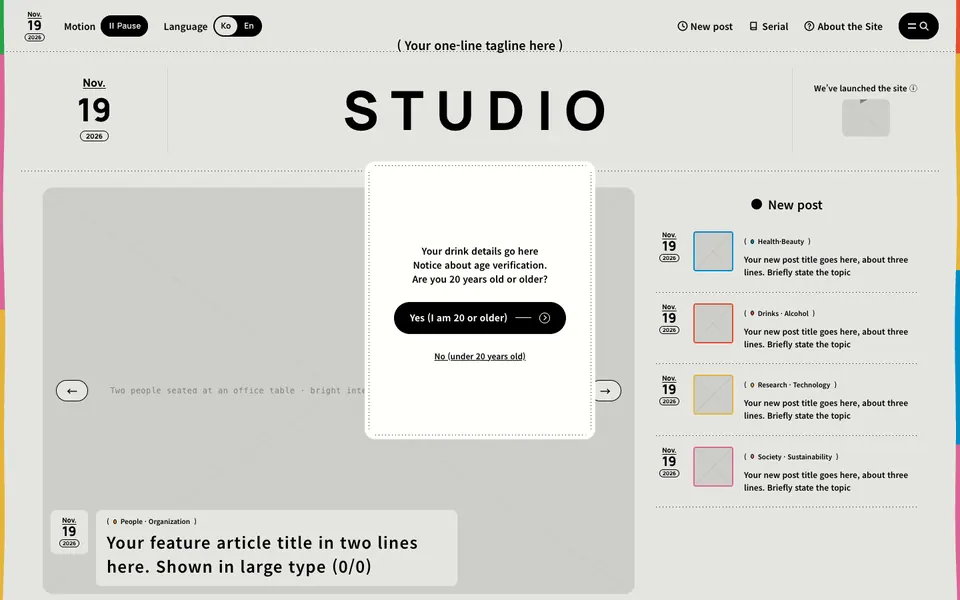 Nov.
19
2026
Motion
Pause
Language
Ko
En
( Your one-line tagline here )
New post
Serial
About the Site
Nov.
19
2026
STUDIO
We've launched the site
Your drink details go here
Notice about age verification.
Are you 20 years old or older?
Yes (I am 20 or older)
No (under 20 years old)
←
Two people seated at an office table · bright inte
→
Nov.
19
2026
( 0 People · Organization )
Your feature article title in two lines
here. Shown in large type (0/0)
New post
Nov.
19
2026
( 0 Health·Beauty )
Your new post title goes here, about three
lines. Briefly state the topic
Nov.
19
2026
( 0 Drinks · Alcohol )
Your new post title goes here, about three
lines. Briefly state the topic
Nov.
19
2026
( 0 Research · Technology )
Your new post title goes here, about three
lines. Briefly state the topic
Nov.
19
2026
( 0 Society · Sustainability )
Your new post title goes here, about three
lines. Briefly state the topic